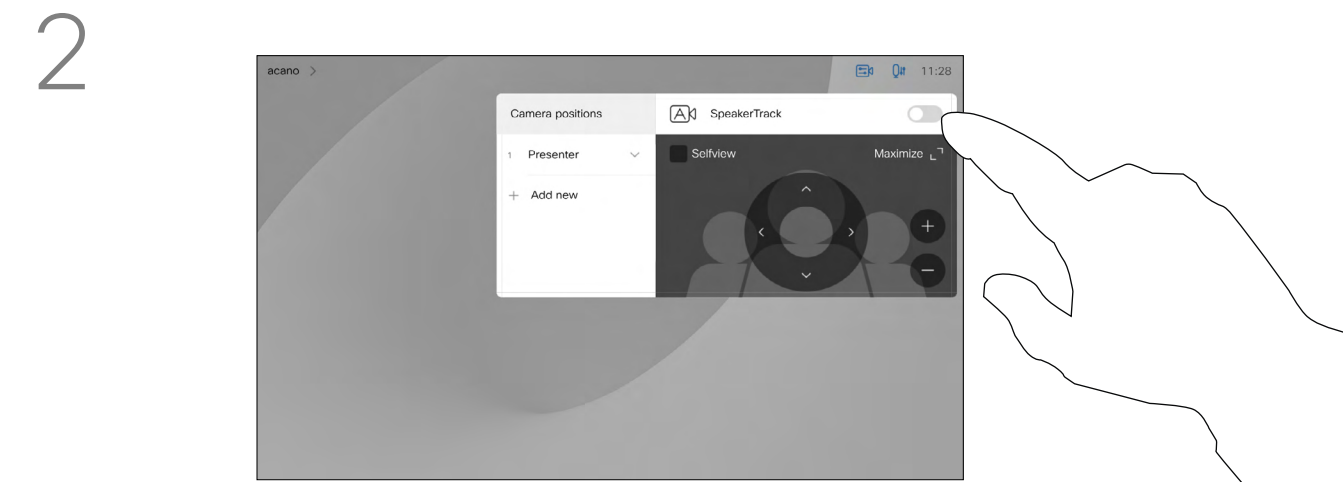 2
acano
11:28
Camera positions
SpeakerTrack
1 Presenter
Selfview
Maximize
Add new